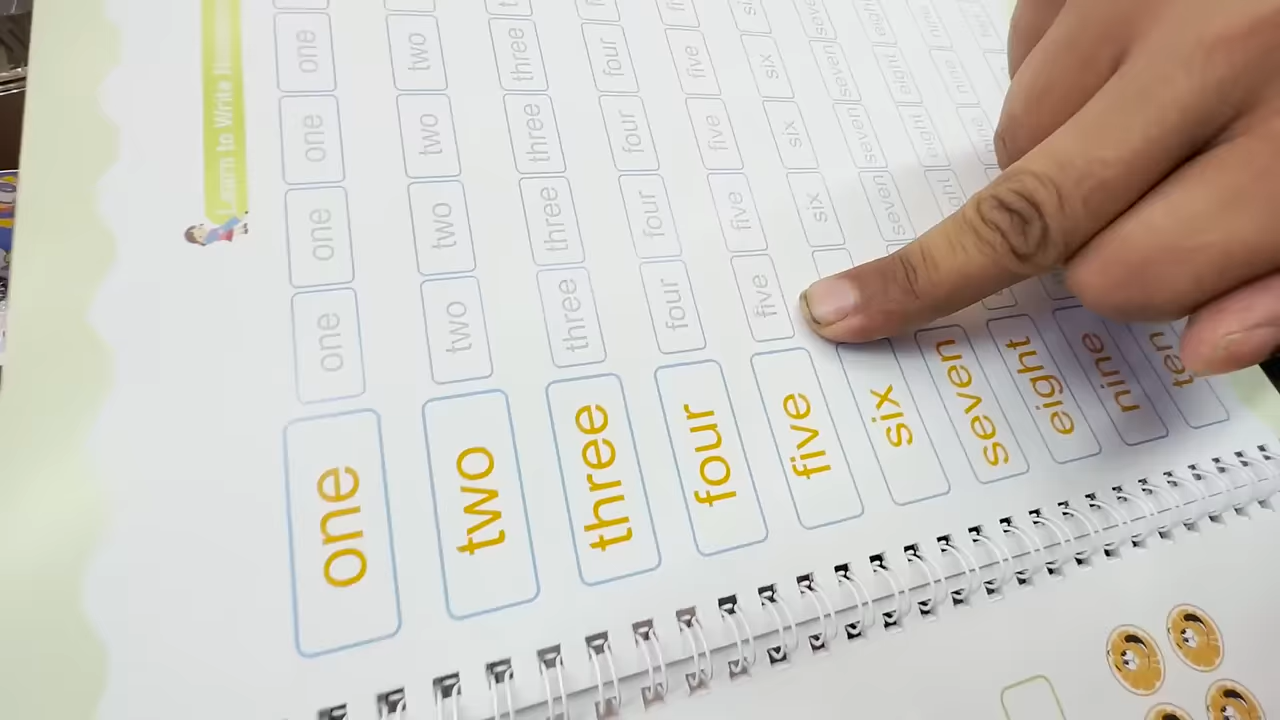 Learn to Write
one one one one one
two two two two two
three three three three three
four four four four four
five five five five five
six six six six
seven seven seven seven
eight eight eight eight
nine nine nine
ten